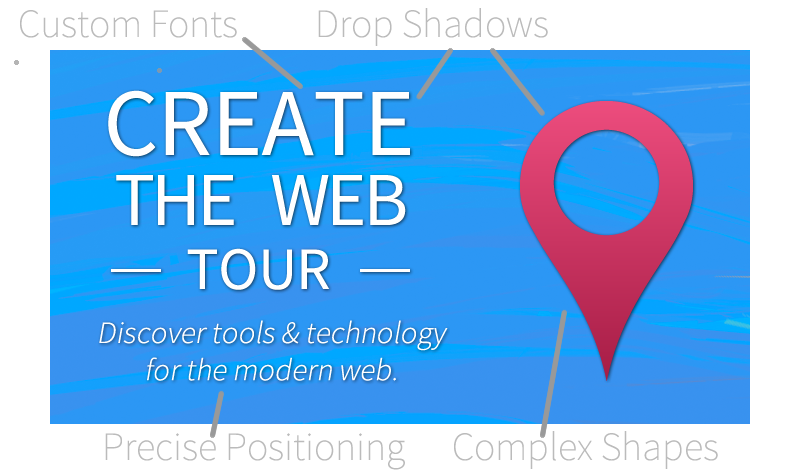 Custom Fonts
Drop Shadows
CREATE
THE WEB
— TOUR —
Discover tools & technology
for the modern web.
Precise Positioning
Complex Shapes